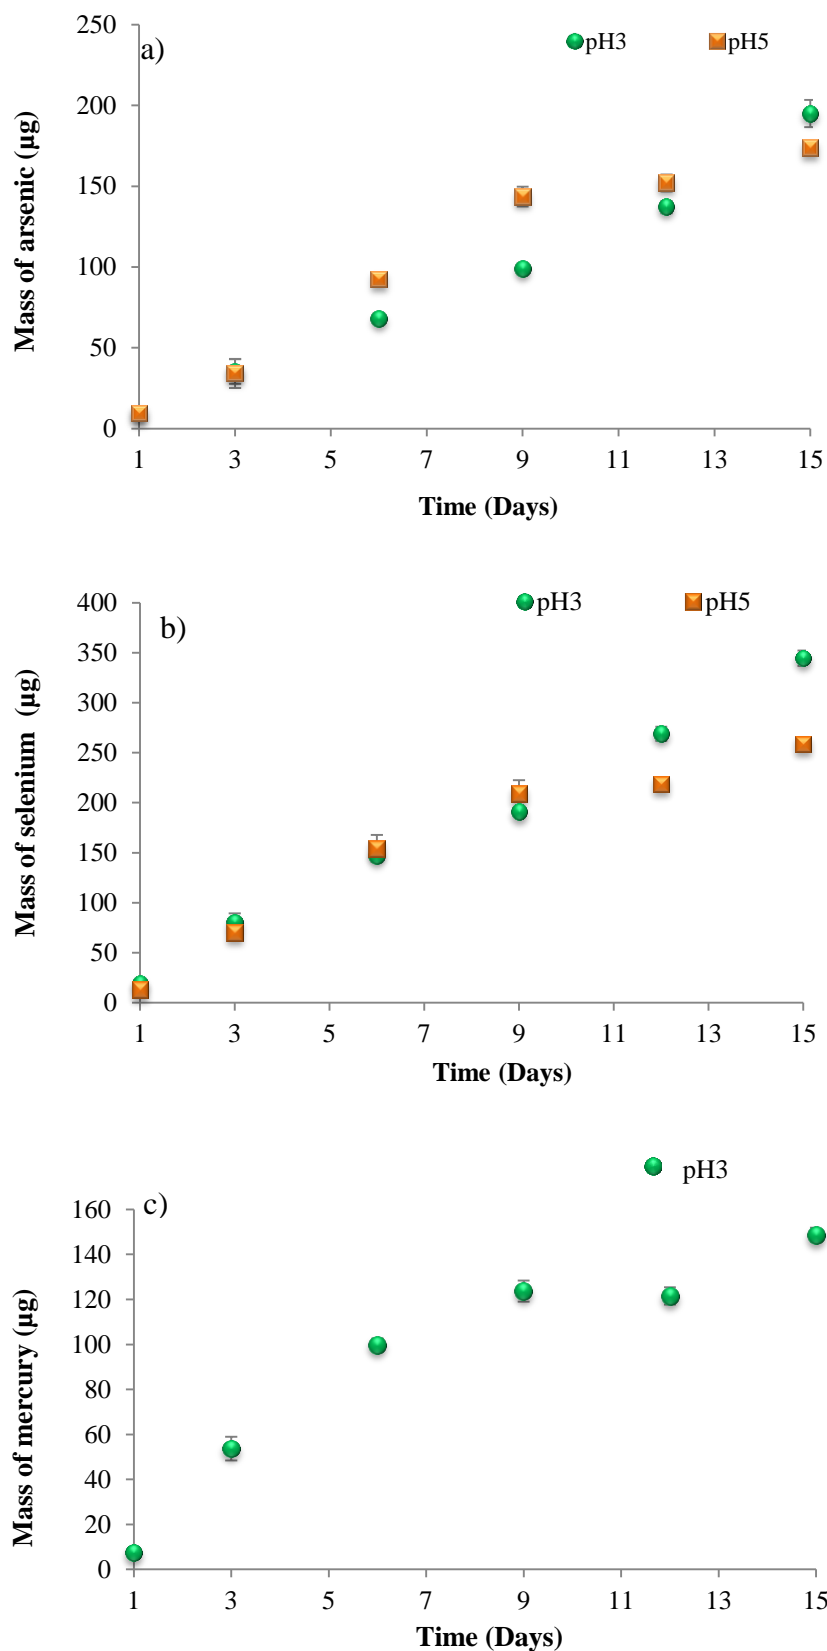 a)
pH3 pH5
250
200
150
100
50
0
1 3 5 7 9 11 13 15
Mass of arsenic (µg)
Time (Days)
b)
pH3 pH5
400
350
300
250
200
150
100
50
0
1 3 5 7 9 11 13 15
Mass of selenium (µg)
Time (Days)
pH3
c)
160
140
120
100
80
60
40
20
0
1 3 5 7 9 11 13 15
Mass of mercury (µg)
Time (Days)